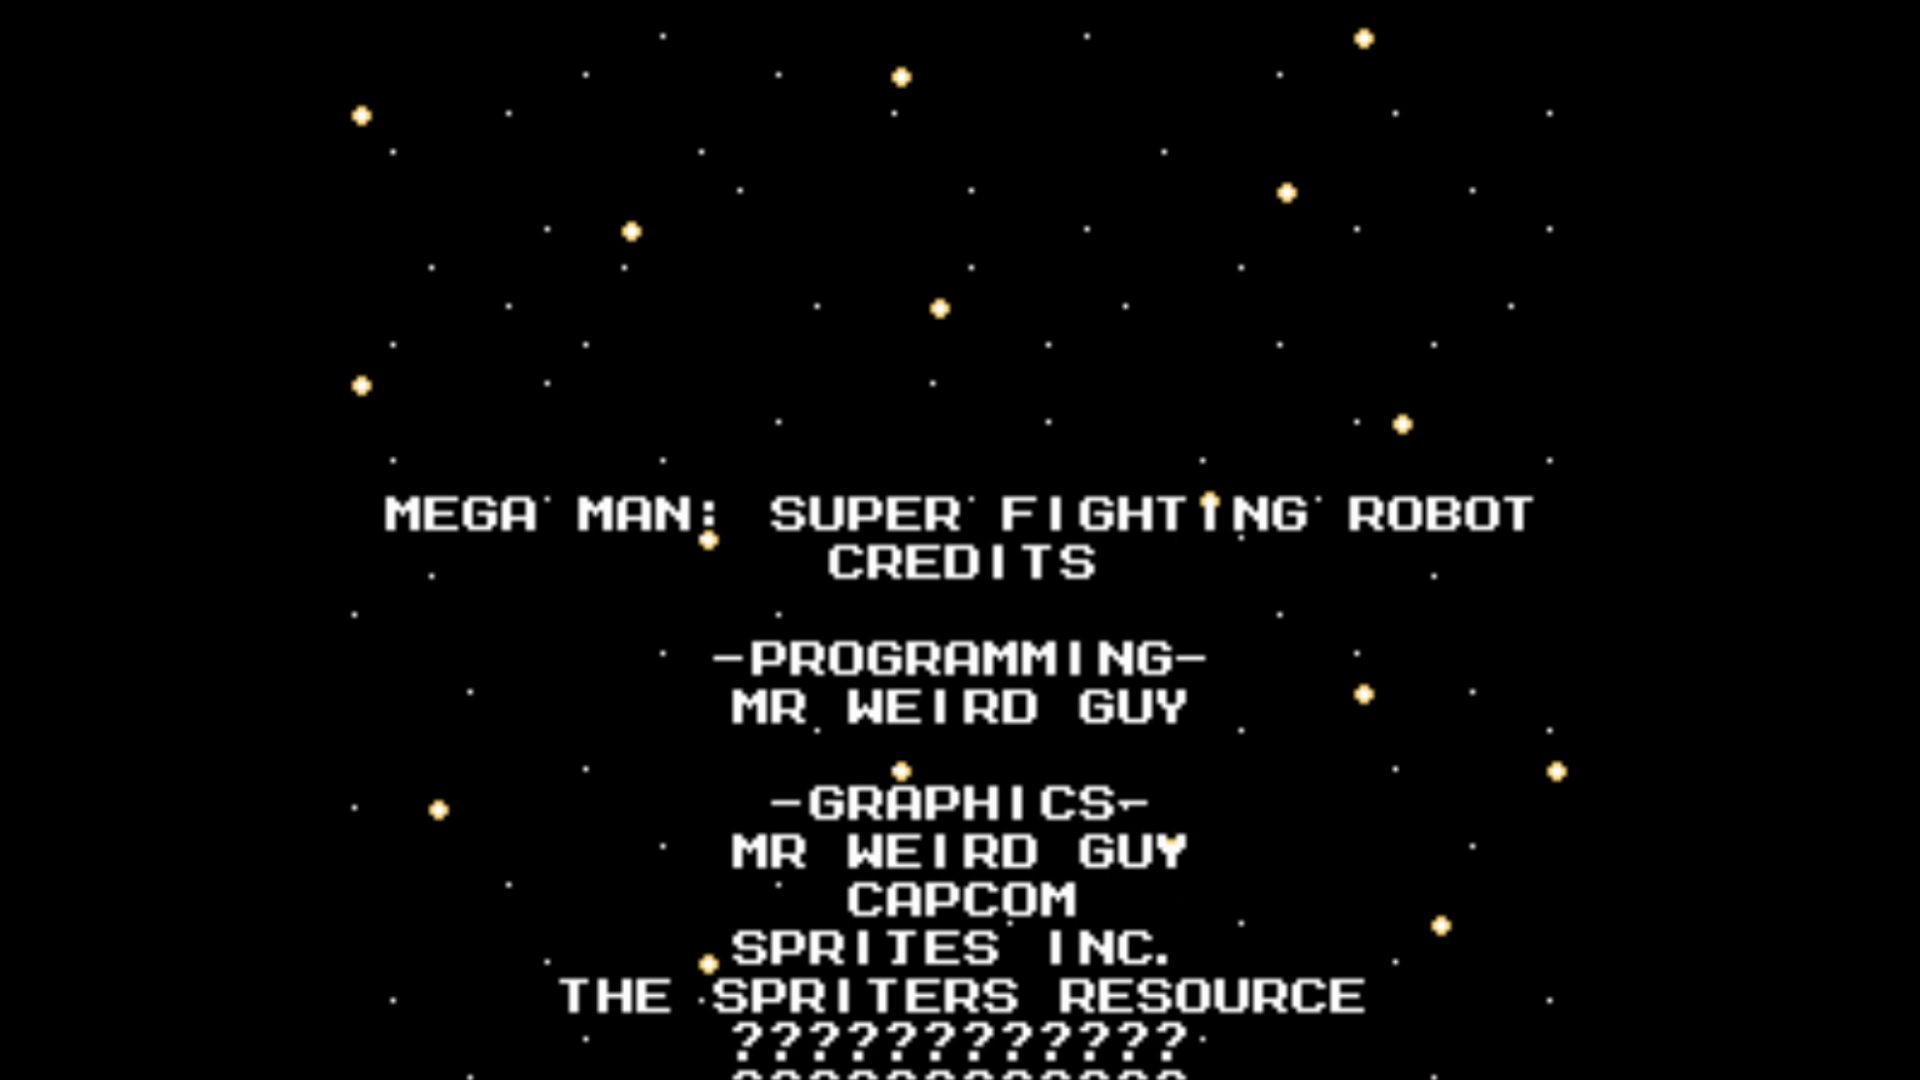 MEGA MAN: SUPER FIGHTING ROBOT
CREDITS
-PROGRAMMING-
MR WEIRD GUY
-GRAPHICS-
MR WEIRD GUY
CAPCOM
SPRITES INC.
THE SPRITERS RESOURCE
????????????